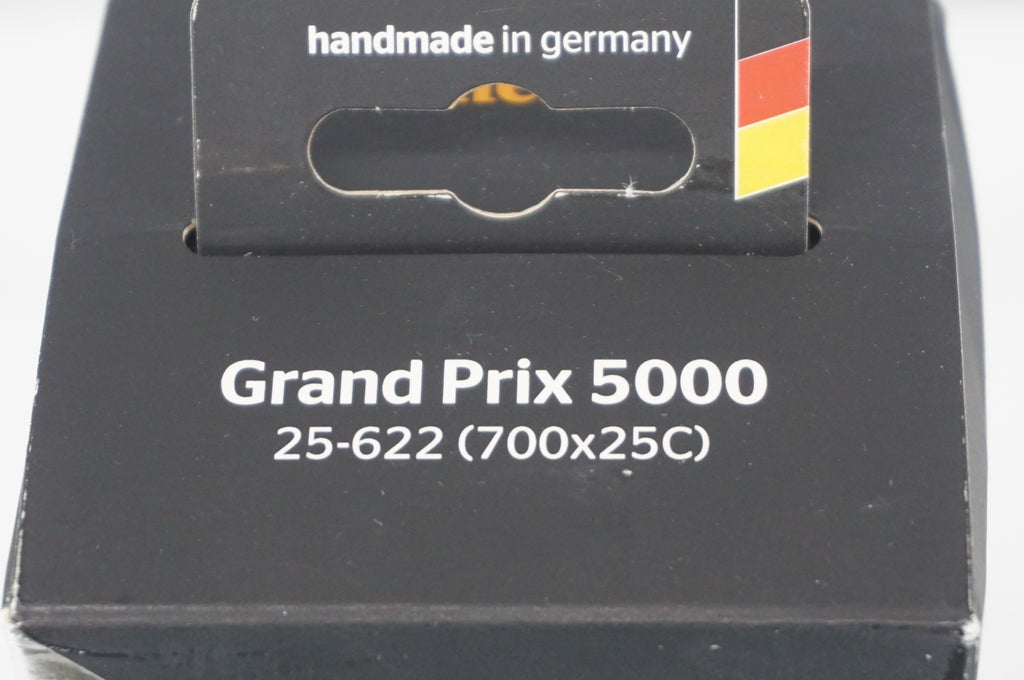 handmade in germany
Grand Prix 5000
25-622 (700x25C)